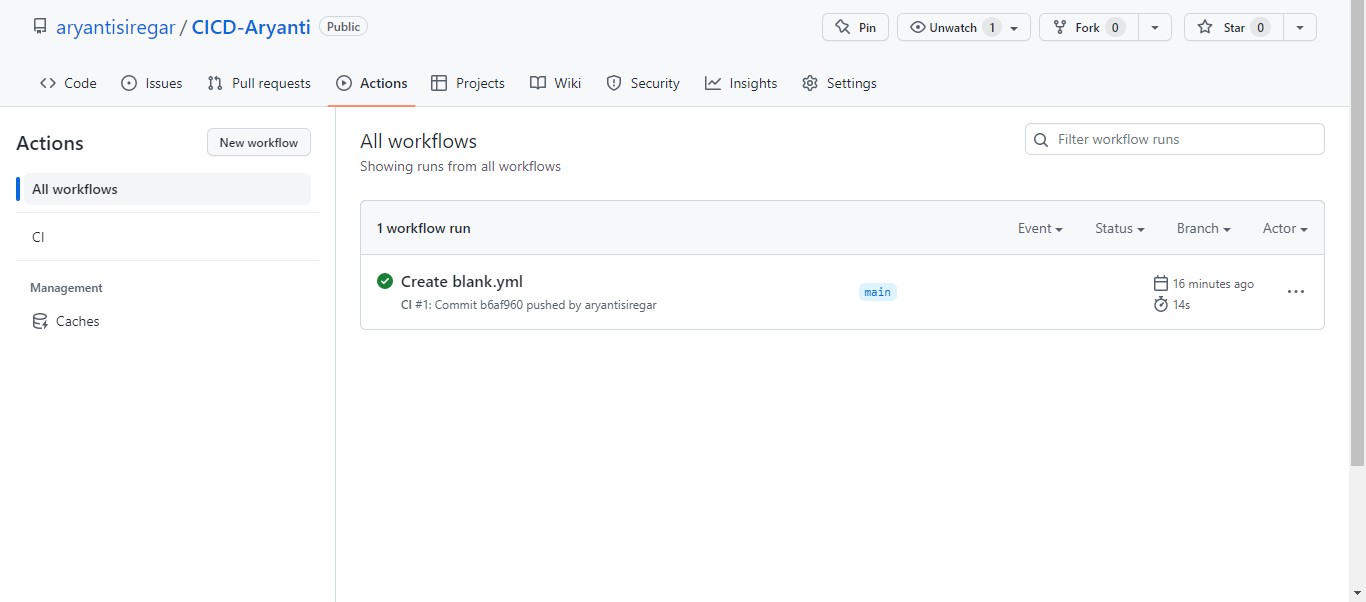 aryantisiregar / CICD-Aryanti Public Pin Unwatch 1 Fork 0 Star 0
Code Issues Pull requests Actions Projects Wiki Security Insights Settings
Actions New workflow
All workflows
CI
Management
Caches
All workflows
Showing runs from all workflows
Filter workflow runs
1 workflow run Event Status Branch Actor
Create blank.yml
CI #1: Commit b6af960 pushed by aryantisiregar
main
16 minutes ago
14s